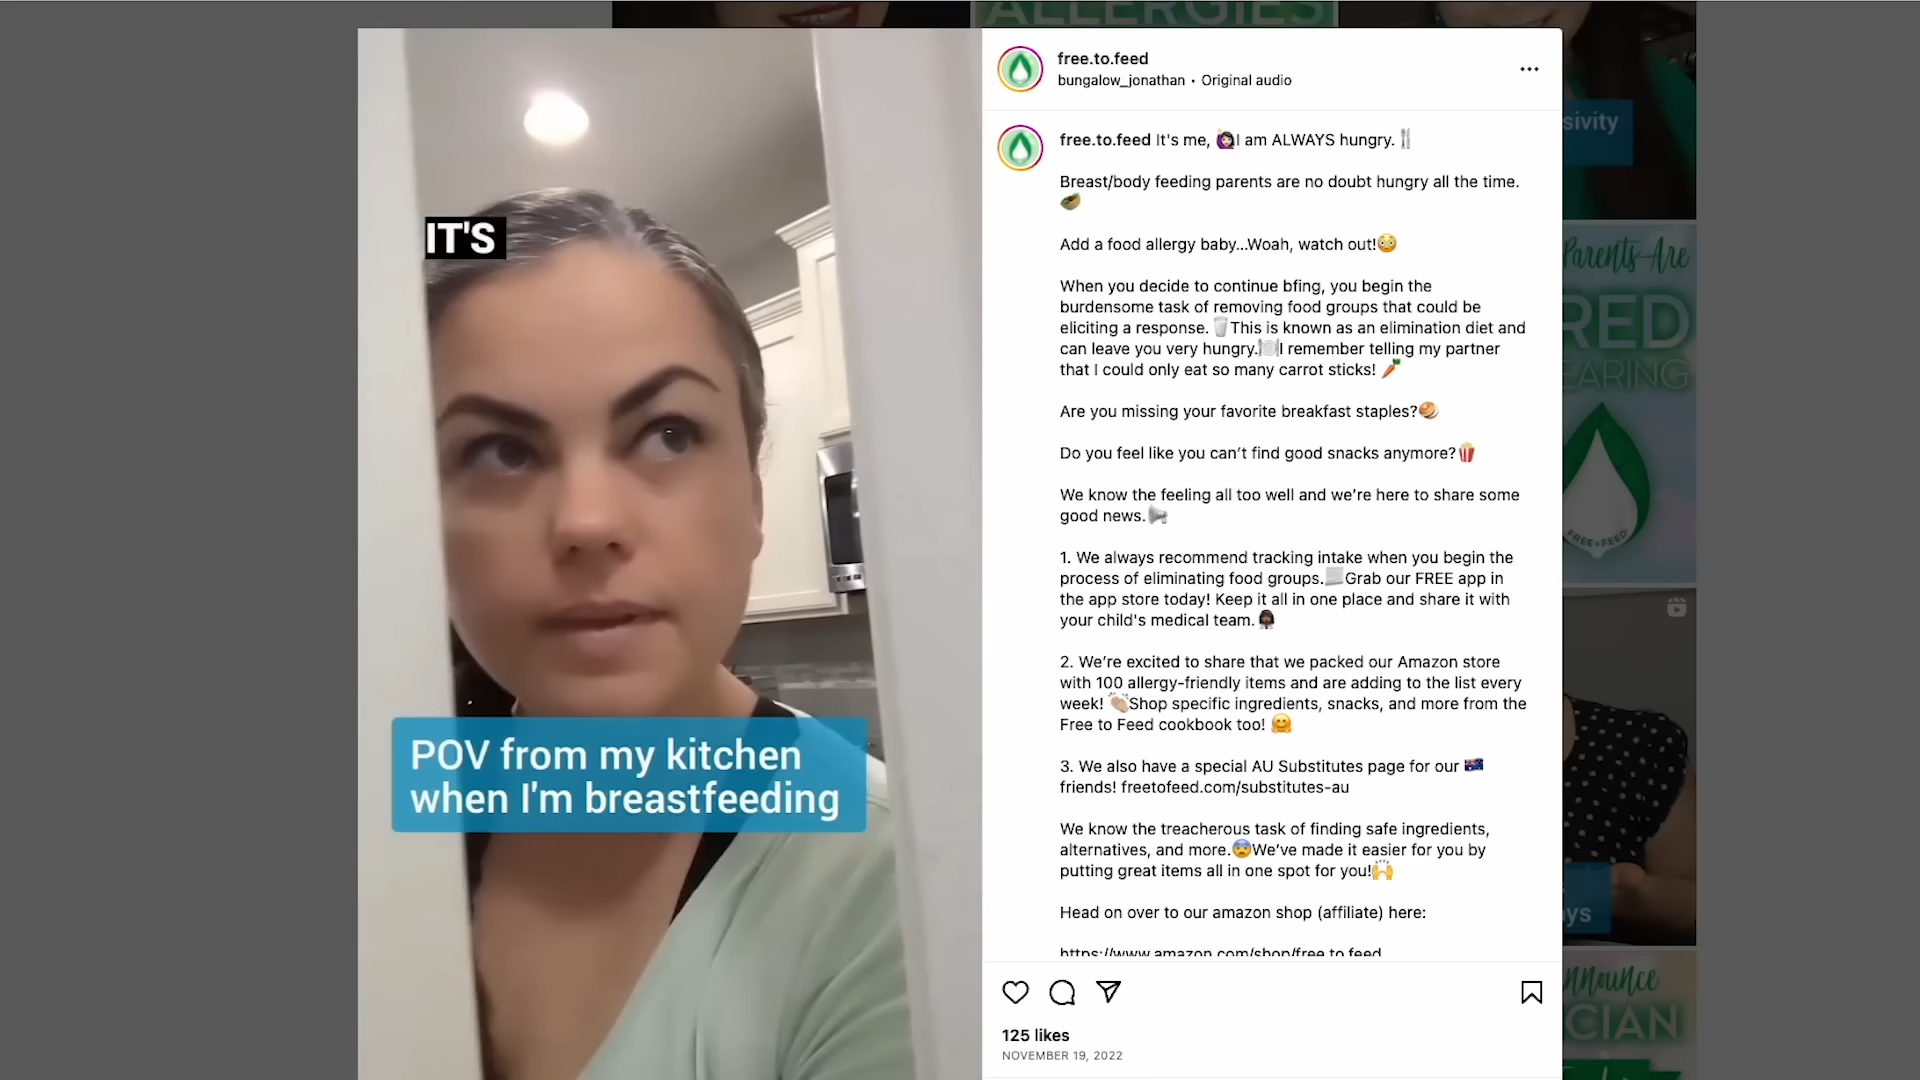 ALLERGIES
free.to.feed
bungalow_jonathan • Original audio
IT'S
POV from my kitchen
when I'm breastfeeding
free.to.feed It's me, 🙋🏻‍♀️I am ALWAYS hungry.🍴
Breast/body feeding parents are no doubt hungry all the time.
🥙
Add a food allergy baby...Woah, watch out!😳
When you decide to continue bfing, you begin the
burdensome task of removing food groups that could be
eliciting a response.🥛This is known as an elimination diet and
can leave you very hungry.🍽I remember telling my partner
that I could only eat so many carrot sticks! 🥕
Are you missing your favorite breakfast staples?🥞
Do you feel like you can't find good snacks anymore?🍿
We know the feeling all too well and we're here to share some
good news.📣
1. We always recommend tracking intake when you begin the
process of eliminating food groups.📃Grab our FREE app in
the app store today! Keep it all in one place and share it with
your child's medical team.👩🏿‍⚕️
2. We're excited to share that we packed our Amazon store
with 100 allergy-friendly items and are adding to the list every
week! 👏🏼Shop specific ingredients, snacks, and more from the
Free to Feed cookbook too! 🤗
3. We also have a special AU Substitutes page for our 🇦🇺
friends! freetofeed.com/substitutes-au
We know the treacherous task of finding safe ingredients,
alternatives, and more.😨We've made it easier for you by
putting great items all in one spot for you!🙌
Head on over to our amazon shop (affiliate) here:
https://www.amazon.com/shop/free.to.feed
125 likes
NOVEMBER 19, 2022
sivity
Parents Are
RED
EARING
FREE TO FEED
ys
nnounce
CIAN